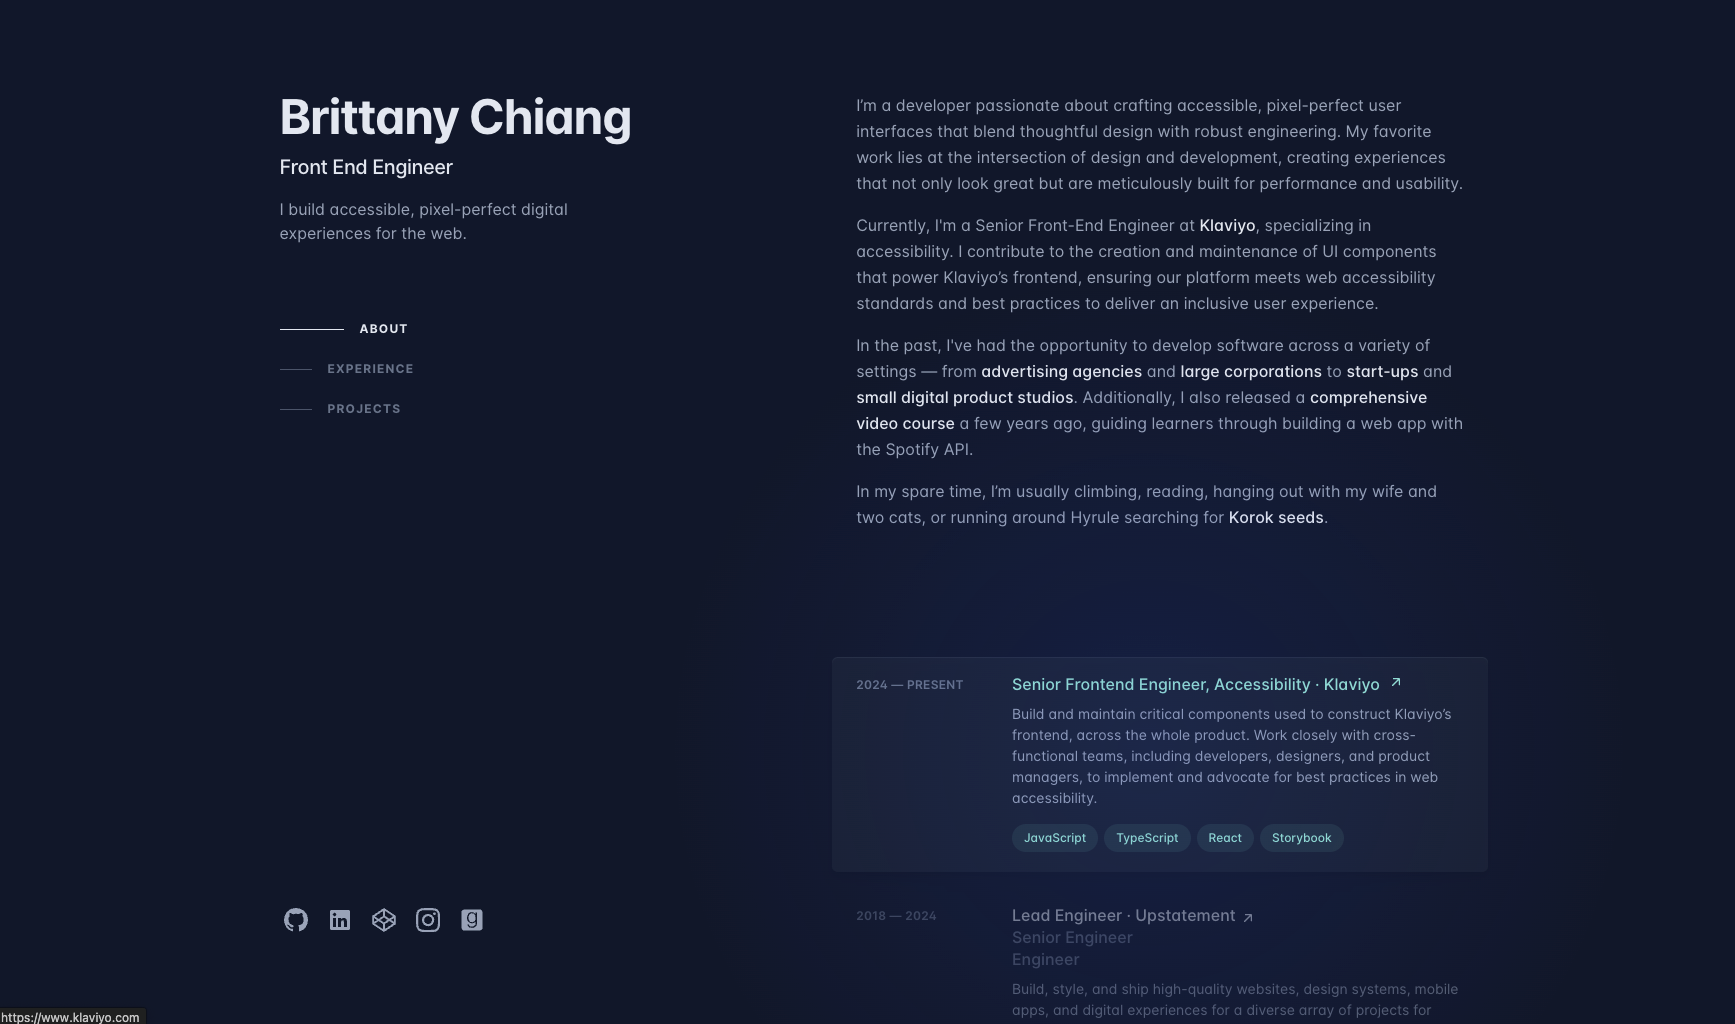 Brittany Chiang
Front End Engineer
I build accessible, pixel-perfect digital
experiences for the web.
ABOUT
EXPERIENCE
PROJECTS
I’m a developer passionate about crafting accessible, pixel-perfect user
interfaces that blend thoughtful design with robust engineering. My favorite
work lies at the intersection of design and development, creating experiences
that not only look great but are meticulously built for performance and usability.
Currently, I'm a Senior Front-End Engineer at Klaviyo, specializing in
accessibility. I contribute to the creation and maintenance of UI components
that power Klaviyo’s frontend, ensuring our platform meets web accessibility
standards and best practices to deliver an inclusive user experience.
In the past, I've had the opportunity to develop software across a variety of
settings — from advertising agencies and large corporations to start-ups and
small digital product studios. Additionally, I also released a comprehensive
video course a few years ago, guiding learners through building a web app with
the Spotify API.
In my spare time, I’m usually climbing, reading, hanging out with my wife and
two cats, or running around Hyrule searching for Korok seeds.
2024 — PRESENT
Senior Frontend Engineer, Accessibility · Klaviyo
Build and maintain critical components used to construct Klaviyo’s
frontend, across the whole product. Work closely with cross-
functional teams, including developers, designers, and product
managers, to implement and advocate for best practices in web
accessibility.
JavaScript TypeScript React Storybook
2018 — 2024
Lead Engineer · Upstatement
Senior Engineer
Engineer
Build, style, and ship high-quality websites, design systems, mobile
apps, and digital experiences for a diverse array of projects for
https://www.klaviyo.com